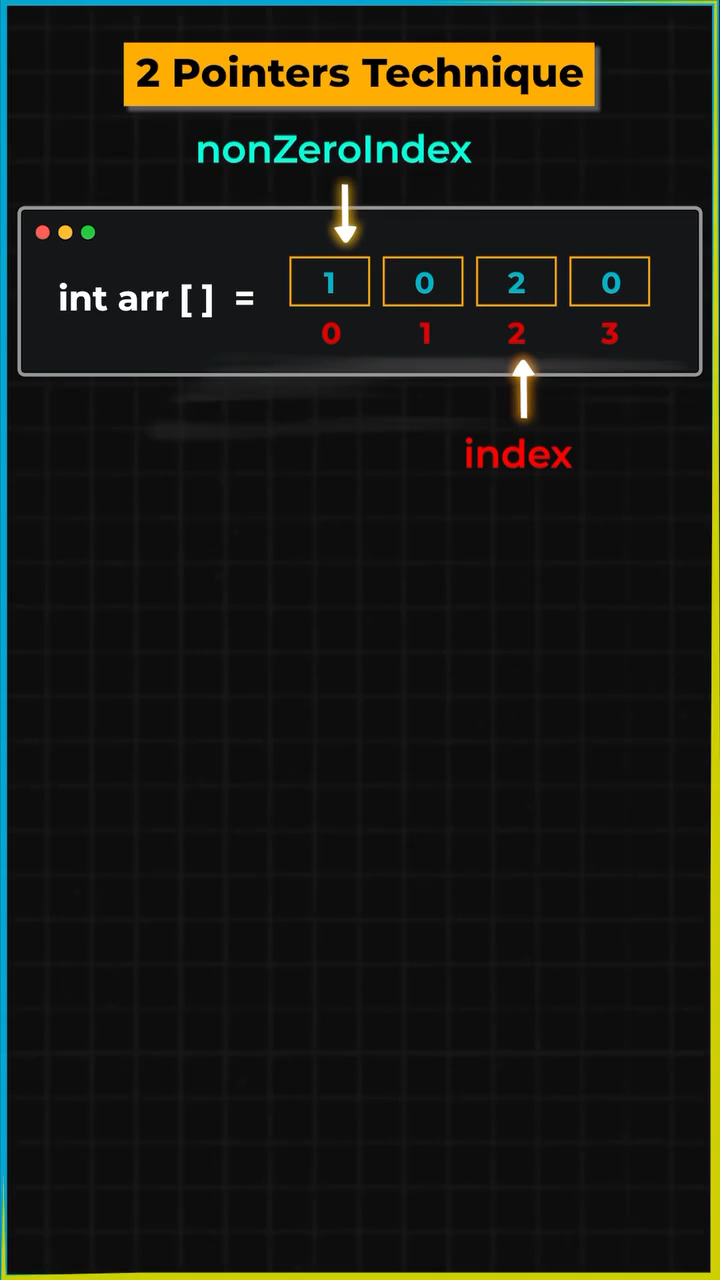 2 Pointers Technique
nonZeroIndex
int arr [ ] = 1 0 2 0
0 1 2 3
index